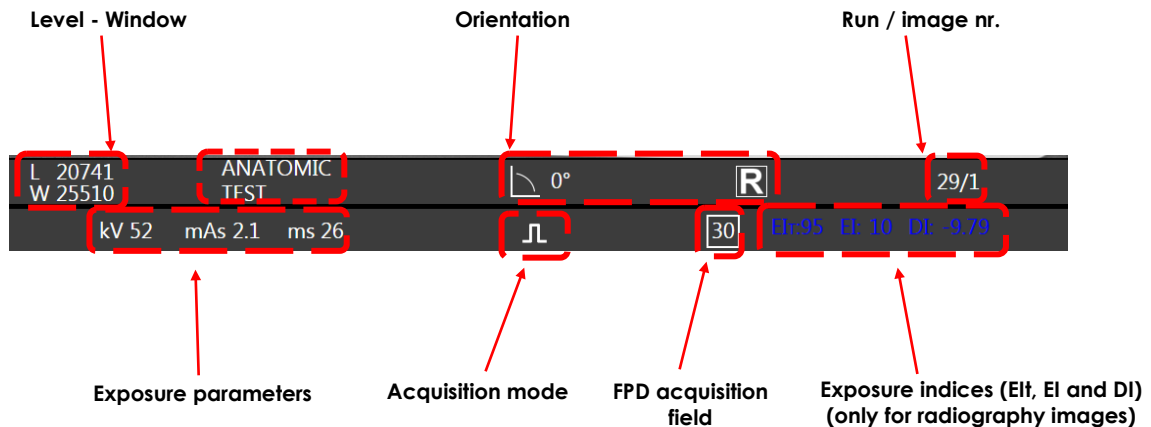 Level - Window
Orientation
Run / image nr.
L 20741
W 25510
ANATOMIC
TEST
0°
R
29/1
kV 52 mAs 2.1 ms 26
30
EIT:95 EI: 10 DI: -9.79
Exposure parameters
Acquisition mode
FPD acquisition
field
Exposure indices (EIt, EI and DI)
(only for radiography images)